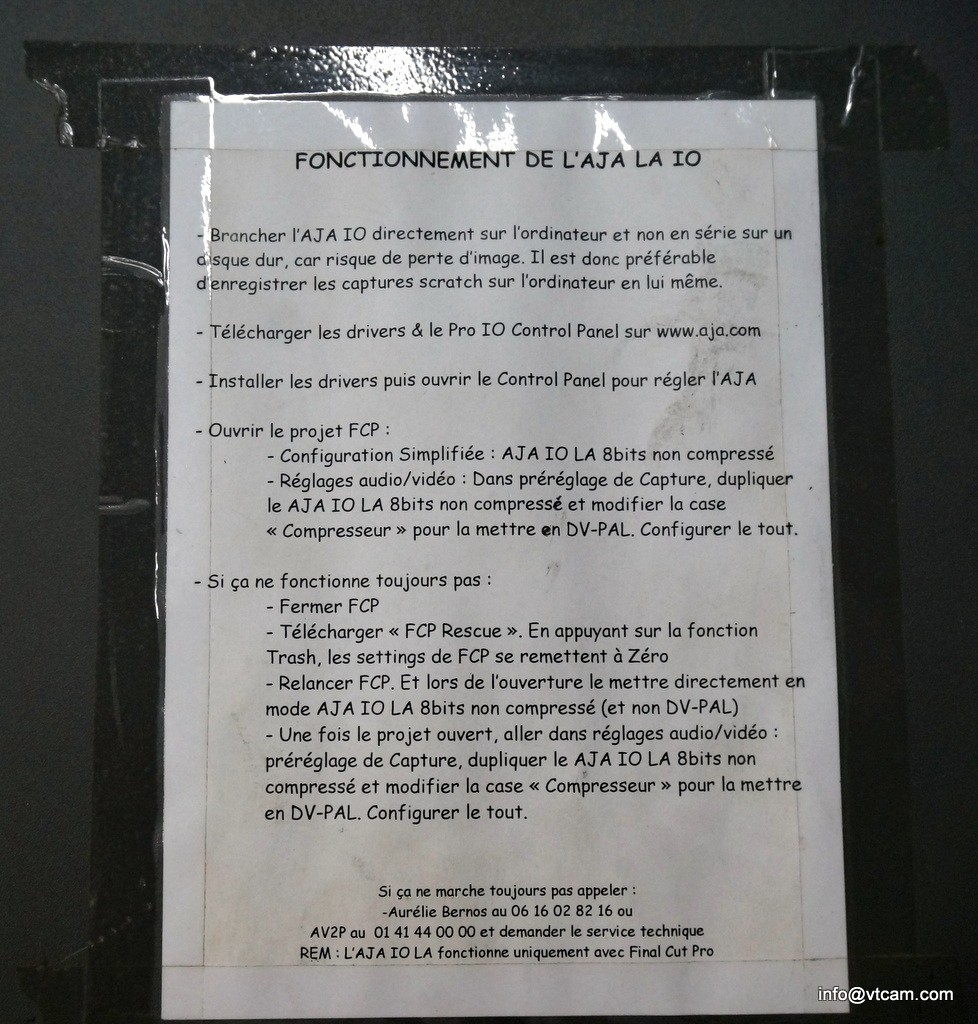 FONCTIONNEMENT DE L'AJA LA IO
- Brancher l'AJA IO directement sur l'ordinateur et non en série sur un
disque dur, car risque de perte d'image. Il est donc préférable
d'enregistrer les captures scratch sur l'ordinateur en lui même.
- Télécharger les drivers & le Pro IO Control Panel sur www.aja.com
- Installer les drivers puis ouvrir le Control Panel pour régler l'AJA
- Ouvrir le projet FCP :
- Configuration Simplifiée : AJA IO LA 8bits non compressé
- Réglages audio/vidéo : Dans préréglage de Capture, dupliquer
le AJA IO LA 8bits non compressé et modifier la case
« Compresseur » pour la mettre en DV-PAL. Configurer le tout.
- Si ça ne fonctionne toujours pas :
- Fermer FCP
- Télécharger « FCP Rescue ». En appuyant sur la fonction
Trash, les settings de FCP se remettent à Zéro
- Relancer FCP. Et lors de l'ouverture le mettre directement en
mode AJA IO LA 8bits non compressé (et non DV-PAL)
- Une fois le projet ouvert, aller dans réglages audio/vidéo :
préréglage de Capture, dupliquer le AJA IO LA 8bits non
compressé et modifier la case « Compresseur » pour la mettre
en DV-PAL. Configurer le tout.
Si ça ne marche toujours pas appeler :
-Aurélie Bernos au 06 16 02 82 16 ou
AV2P au 01 41 44 00 00 et demander le service technique
REM : L'AJA IO LA fonctionne uniquement avec Final Cut Pro
info@vtcam.com